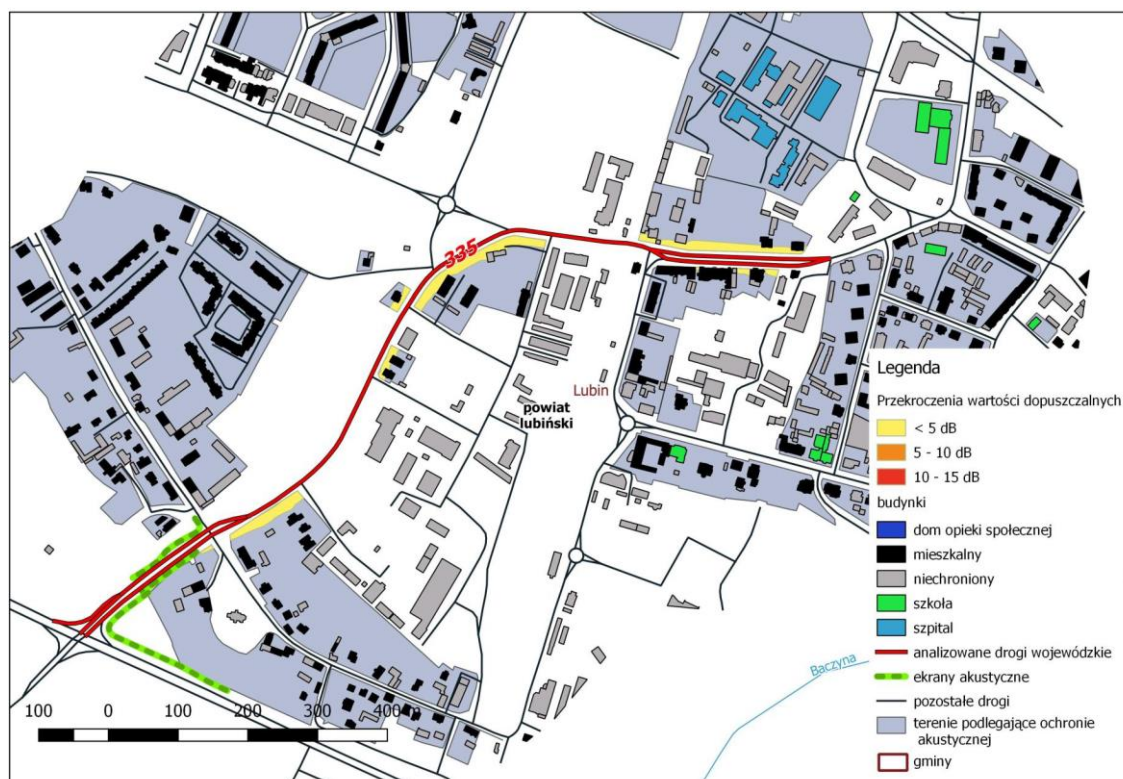 335
Lubin
powiat
lubiński
Baczyna
100 0 100 200 300 400 m
Legenda
Przekroczenia wartości dopuszczalnych
< 5 dB
5 - 10 dB
10 - 15 dB
budynki
dom opieki społecznej
mieszkalny
niechroniony
szkoła
szpital
analizowane drogi wojewódzkie
ekrany akustyczne
pozostałe drogi
terenie podlegające ochronie
akustycznej
gminy